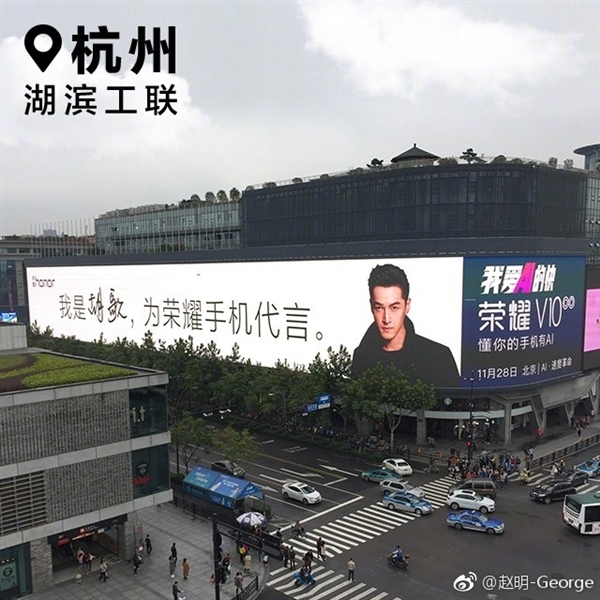 杭州
湖滨工联
honor
我是胡歌，为荣耀手机代言。
我爱AI的快
荣耀 V10
懂你的手机有AI
11月28日 北京 | AI·速度革命
@赵明-George